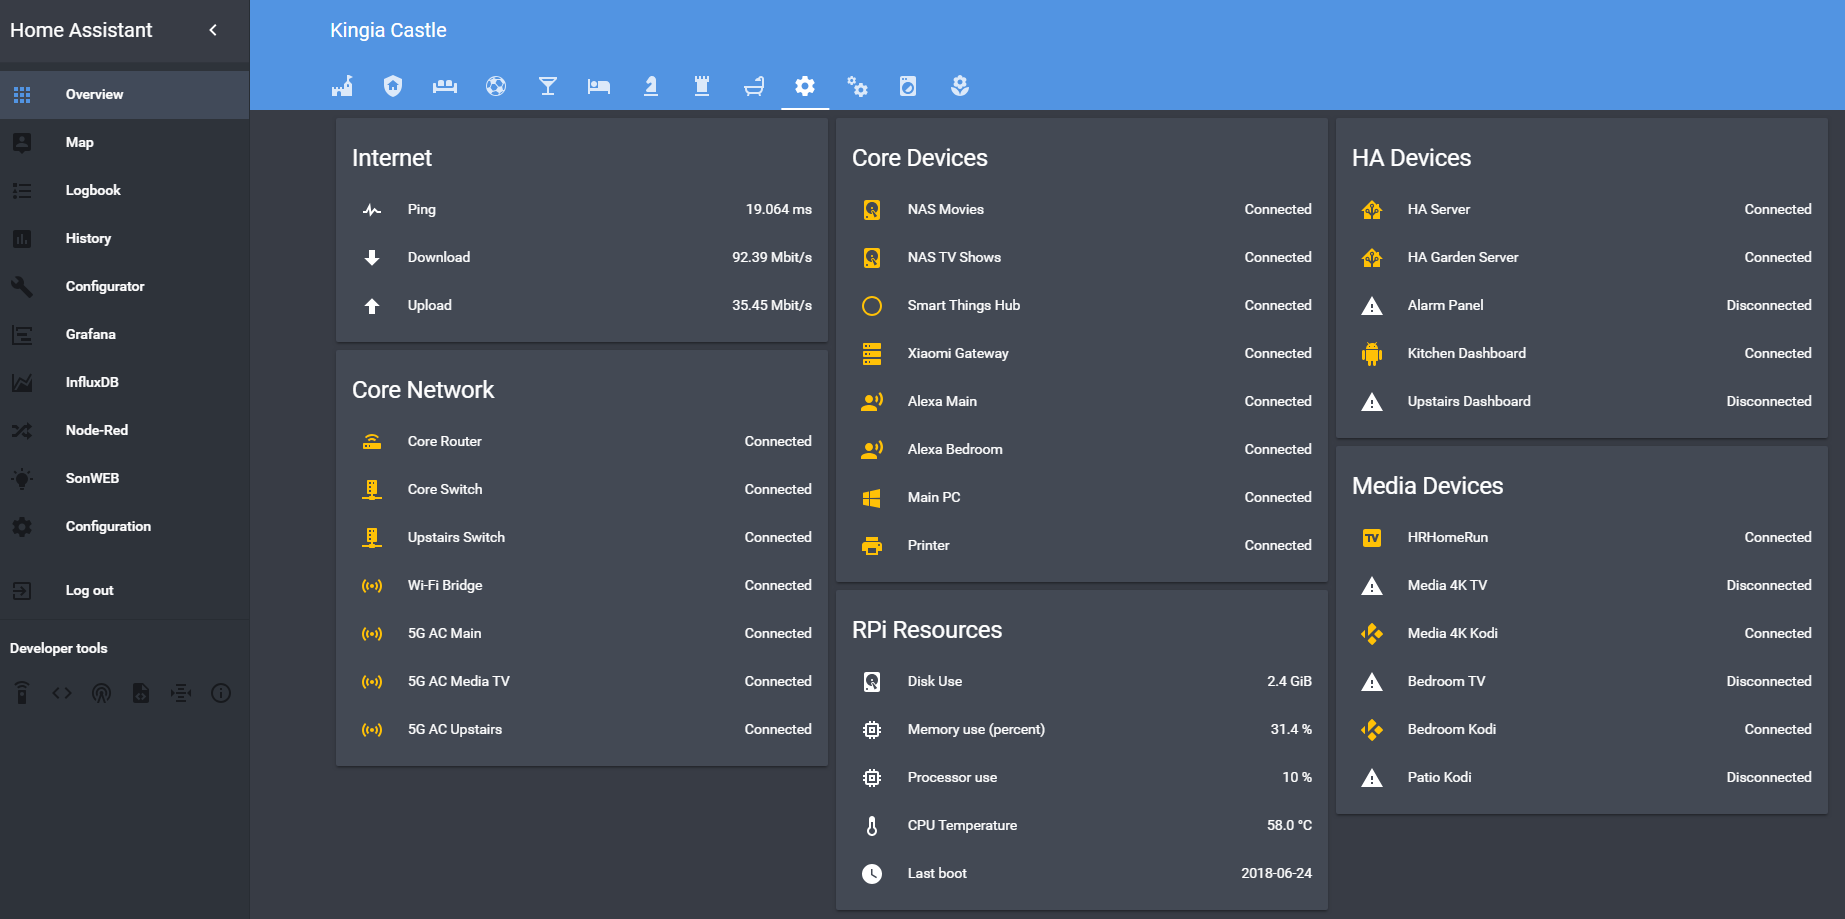 Home Assistant
Overview
Map
Logbook
History
Configurator
Grafana
InfluxDB
Node-Red
SonWEB
Configuration
Log out
Developer tools
Kingia Castle
Internet
Ping 19.064 ms
Download 92.39 Mbit/s
Upload 35.45 Mbit/s
Core Network
Core Router Connected
Core Switch Connected
Upstairs Switch Connected
Wi-Fi Bridge Connected
5G AC Main Connected
5G AC Media TV Connected
5G AC Upstairs Connected
Core Devices
NAS Movies Connected
NAS TV Shows Connected
Smart Things Hub Connected
Xiaomi Gateway Connected
Alexa Main Connected
Alexa Bedroom Connected
Main PC Connected
Printer Connected
RPi Resources
Disk Use 2.4 GiB
Memory use (percent) 31.4 %
Processor use 10 %
CPU Temperature 58.0 °C
Last boot 2018-06-24
HA Devices
HA Server Connected
HA Garden Server Connected
Alarm Panel Disconnected
Kitchen Dashboard Connected
Upstairs Dashboard Disconnected
Media Devices
TV HRHomeRun Connected
Media 4K TV Disconnected
Media 4K Kodi Connected
Bedroom TV Disconnected
Bedroom Kodi Connected
Patio Kodi Disconnected